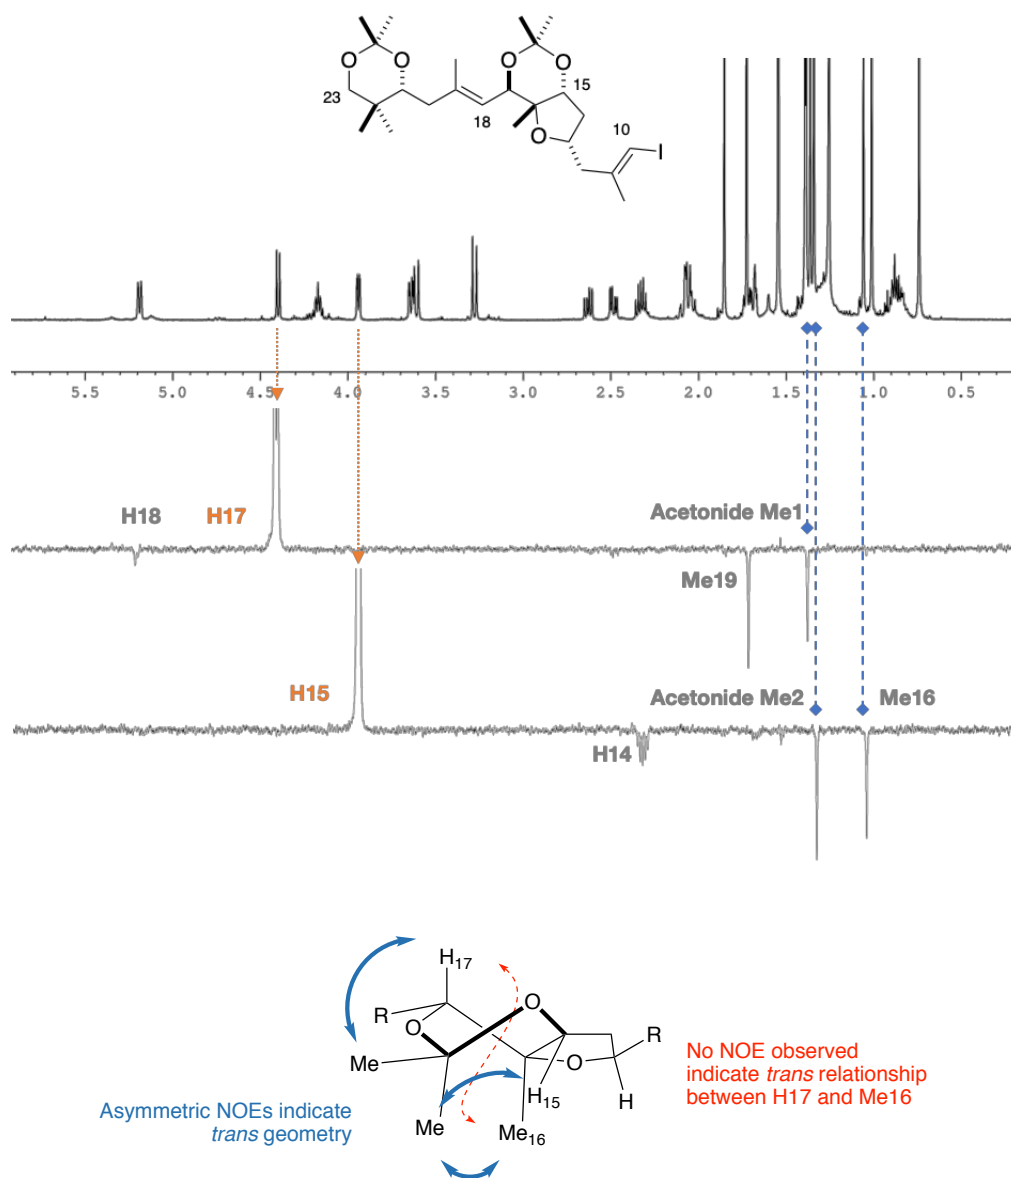 O O O O
23 18 15 10
O I
5.5 5.0 4.5 4.0 3.5 3.0 2.5 2.0 1.5 1.0 0.5
H18 H17 Acetonide Me1
Me19
H15 Acetonide Me2 Me16
H14
H17
R O
O R
Me O
H15 H
Me Me16
Asymmetric NOEs indicate
trans geometry
No NOE observed
indicate trans relationship
between H17 and Me16